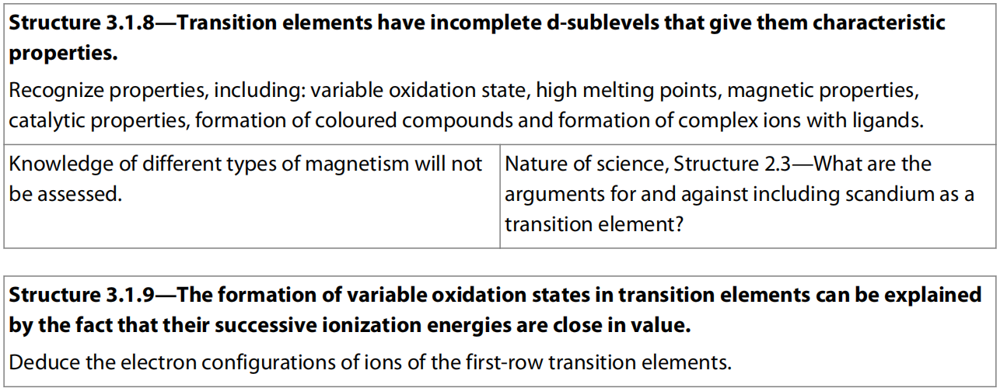 Structure 3.1.8—Transition elements have incomplete d-sublevels that give them characteristic
properties.
Recognize properties, including: variable oxidation state, high melting points, magnetic properties,
catalytic properties, formation of coloured compounds and formation of complex ions with ligands.
Knowledge of different types of magnetism will not
be assessed.
Nature of science, Structure 2.3—What are the
arguments for and against including scandium as a
transition element?
Structure 3.1.9—The formation of variable oxidation states in transition elements can be explained
by the fact that their successive ionization energies are close in value.
Deduce the electron configurations of ions of the first-row transition elements.